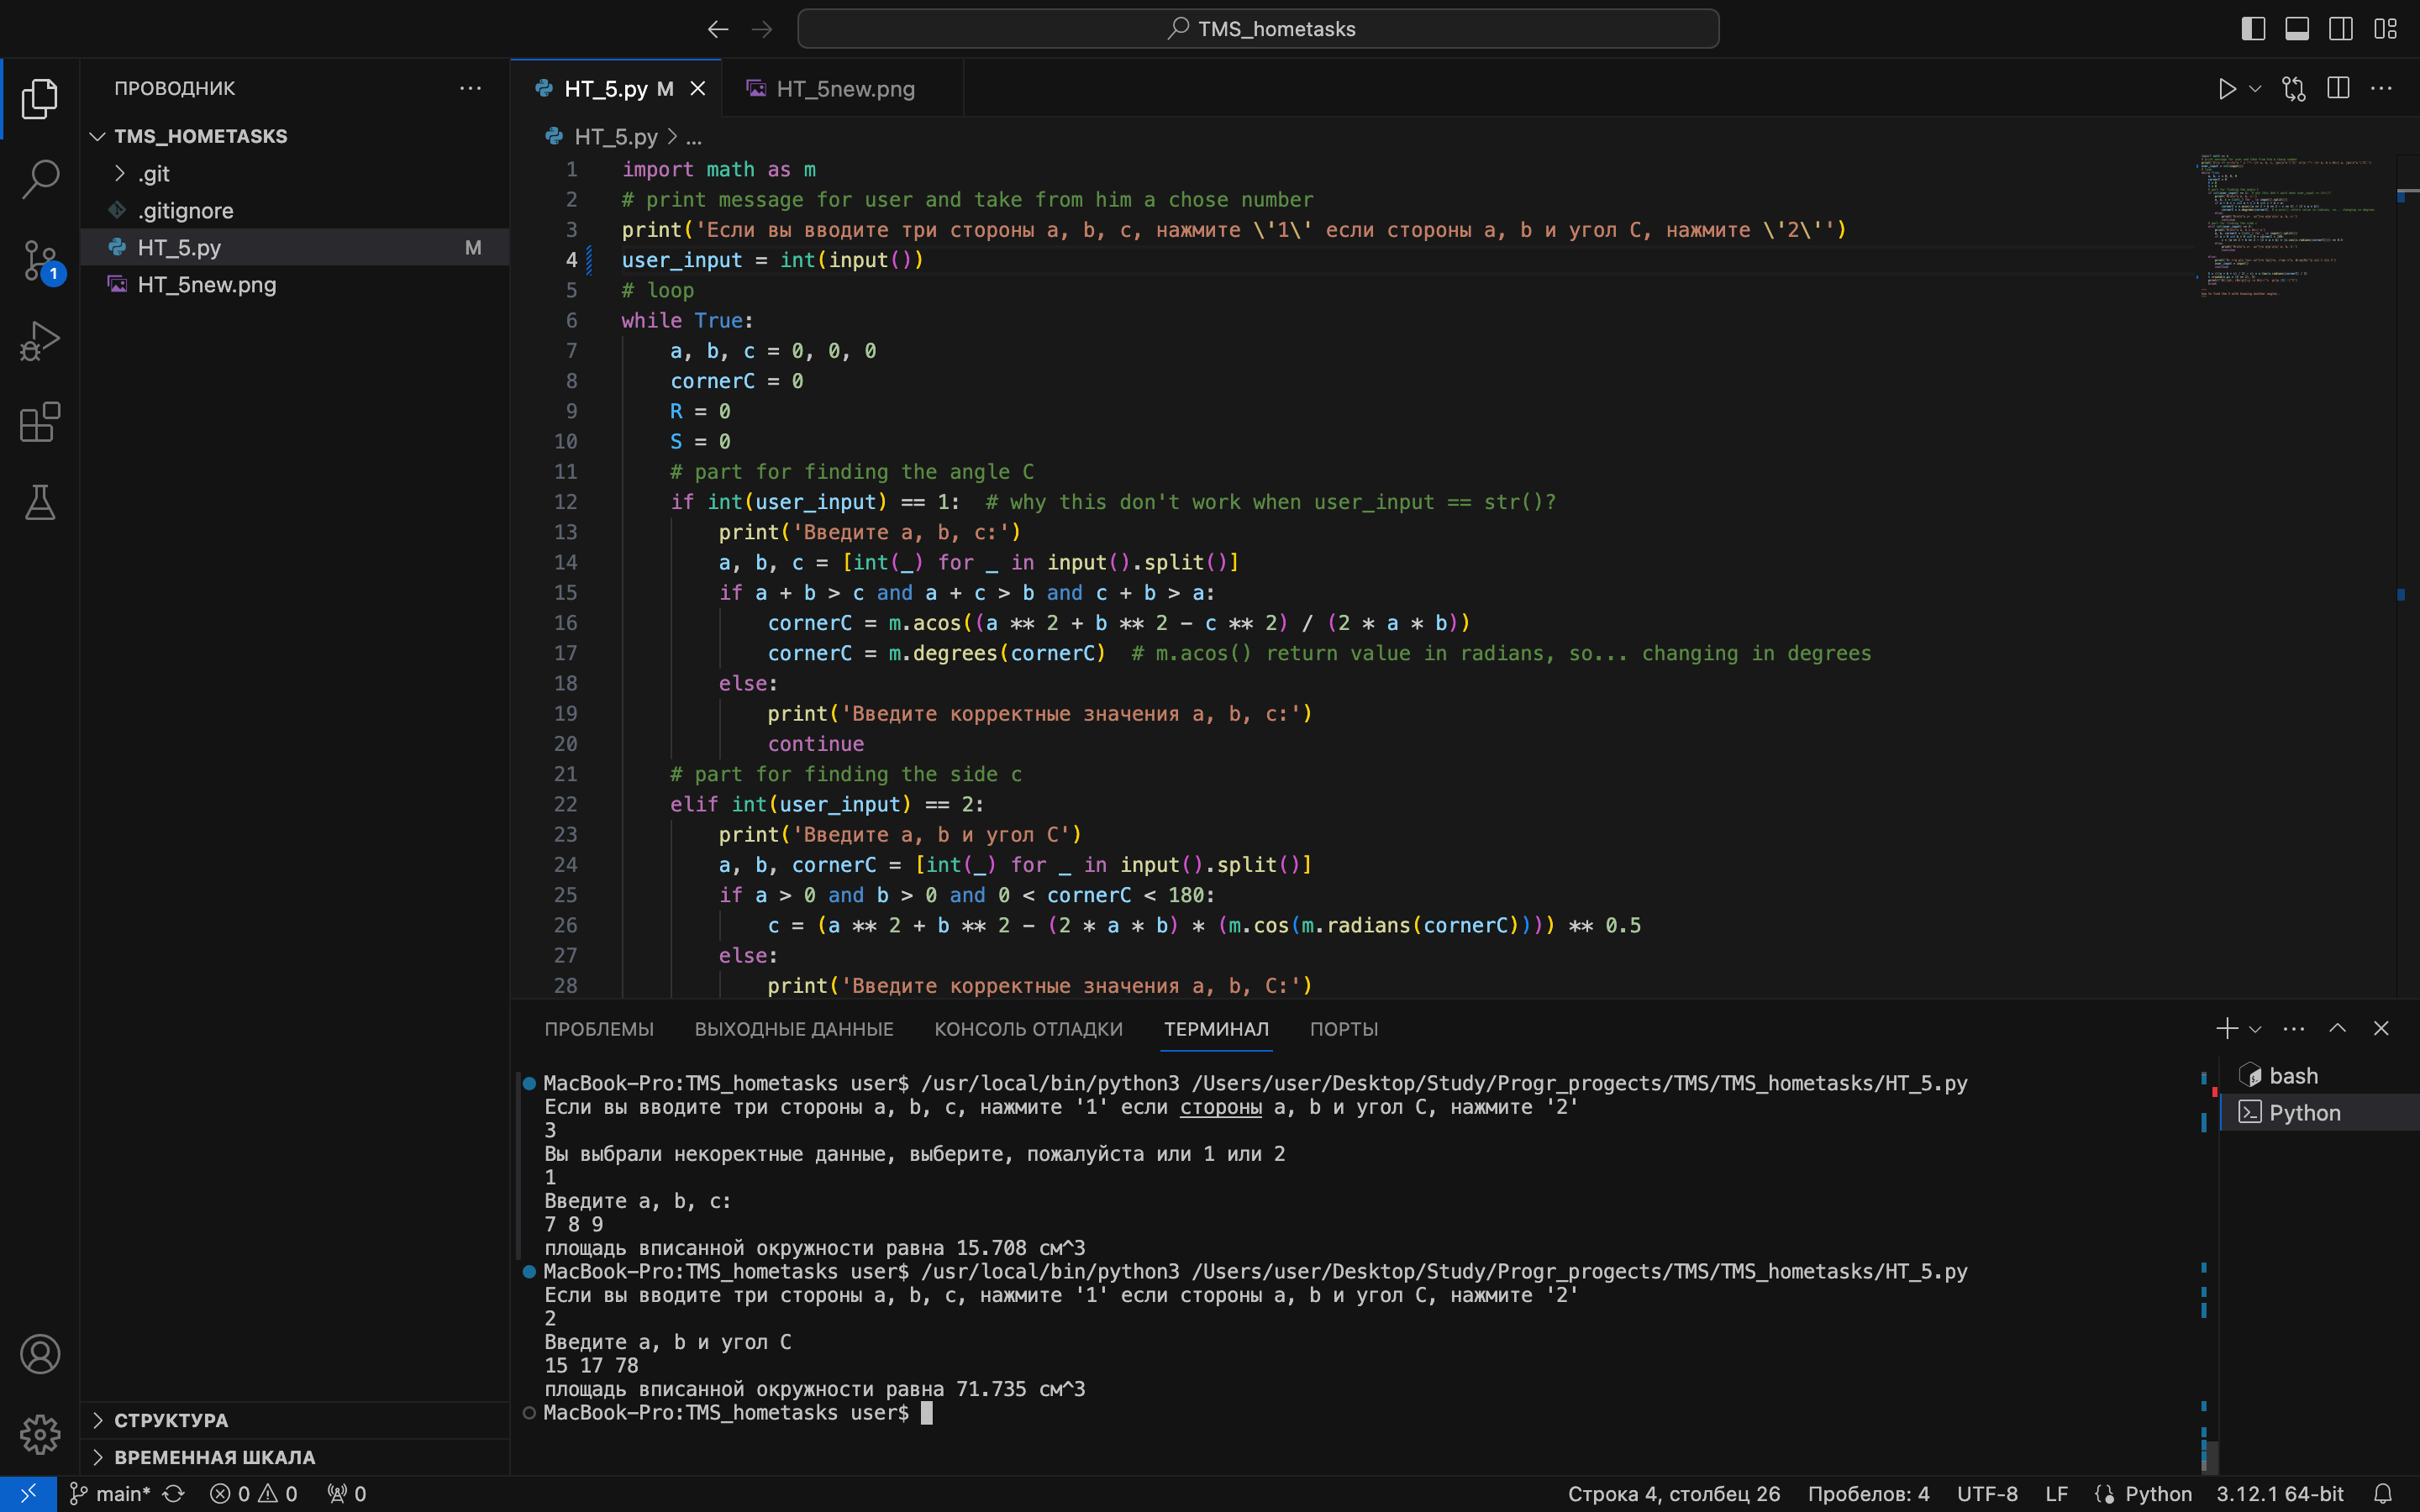 TMS_hometasks
ПРОВОДНИК
TMS_HOMETASKS
.git
.gitignore
HT_5.py M
HT_5new.png
1
СТРУКТУРА
ВРЕМЕННАЯ ШКАЛА
HT_5.py M
HT_5new.png
HT_5.py > ...
1 import math as m
2 # print message for user and take from him a chose number
3 print('Если вы вводите три стороны a, b, c, нажмите \'1\' если стороны a, b и угол C, нажмите \'2\'')
4 user_input = int(input())
5 # loop
6 while True:
7 a, b, c = 0, 0, 0
8 cornerC = 0
9 R = 0
10 S = 0
11 # part for finding the angle C
12 if int(user_input) == 1:  # why this don't work when user_input == str()?
13 print('Введите a, b, c:')
14 a, b, c = [int(_) for _ in input().split()]
15 if a + b > c and a + c > b and c + b > a:
16 cornerC = m.acos((a ** 2 + b ** 2 - c ** 2) / (2 * a * b))
17 cornerC = m.degrees(cornerC)  # m.acos() return value in radians, so... changing in degrees
18 else:
19 print('Введите корректные значения a, b, c:')
20 continue
21 # part for finding the side c
22 elif int(user_input) == 2:
23 print('Введите a, b и угол C')
24 a, b, cornerC = [int(_) for _ in input().split()]
25 if a > 0 and b > 0 and 0 < cornerC < 180:
26 c = (a ** 2 + b ** 2 - (2 * a * b) * (m.cos(m.radians(cornerC)))) ** 0.5
27 else:
28 print('Введите корректные значения a, b, C:')
ПРОБЛЕМЫ ВЫХОДНЫЕ ДАННЫЕ КОНСОЛЬ ОТЛАДКИ ТЕРМИНАЛ ПОРТЫ
MacBook-Pro:TMS_hometasks user$ /usr/local/bin/python3 /Users/user/Desktop/Study/Progr_progects/TMS/TMS_hometasks/HT_5.py
Если вы вводите три стороны a, b, c, нажмите '1' если стороны a, b и угол C, нажмите '2'
3
Вы выбрали некоректные данные, выберите, пожалуйста или 1 или 2
1
Введите a, b, c:
7 8 9
площадь вписанной окружности равна 15.708 см^3
MacBook-Pro:TMS_hometasks user$ /usr/local/bin/python3 /Users/user/Desktop/Study/Progr_progects/TMS/TMS_hometasks/HT_5.py
Если вы вводите три стороны a, b, c, нажмите '1' если стороны a, b и угол C, нажмите '2'
2
Введите a, b и угол C
15 17 78
площадь вписанной окружности равна 71.735 см^3
MacBook-Pro:TMS_hometasks user$
bash
Python
main* 0 0 0 Строка 4, столбец 26 Пробелов: 4 UTF-8 LF Python 3.12.1 64-bit